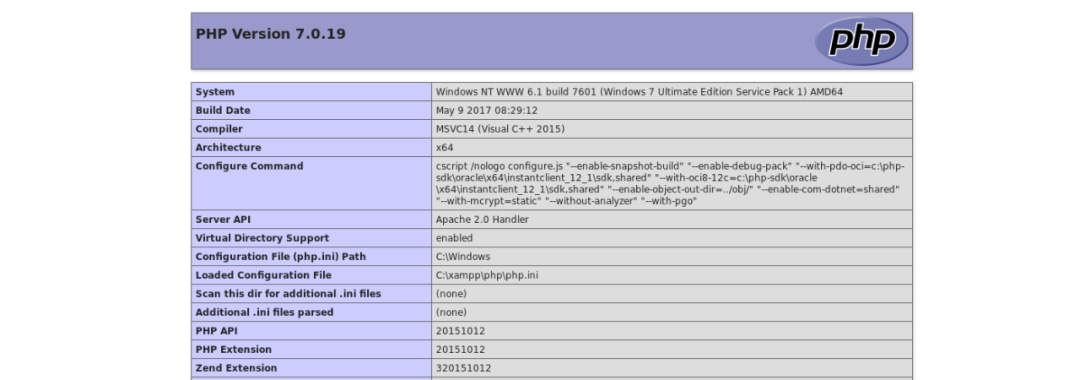 PHP Version 7.0.19
php
System Windows NT WWW 6.1 build 7601 (Windows 7 Ultimate Edition Service Pack 1) AMD64
Build Date May 9 2017 08:29:12
Compiler MSVC14 (Visual C++ 2015)
Architecture x64
Configure Command cscript /nologo configure.js "--enable-snapshot-build" "--enable-debug-pack" "--with-pdo-oci=c:\php-
sdk\oracle\x64\instantclient_12_1\sdk,shared" "--with-oci8-12c=c:\php-sdk\oracle
\x64\instantclient_12_1\sdk,shared" "--enable-object-out-dir=../obj/" "--enable-com-dotnet=shared"
"--with-mcrypt=static" "--without-analyzer" "--with-pgo"
Server API Apache 2.0 Handler
Virtual Directory Support enabled
Configuration File (php.ini) Path C:\Windows
Loaded Configuration File C:\xampp\php\php.ini
Scan this dir for additional .ini files (none)
Additional .ini files parsed (none)
PHP API 20151012
PHP Extension 20151012
Zend Extension 320151012